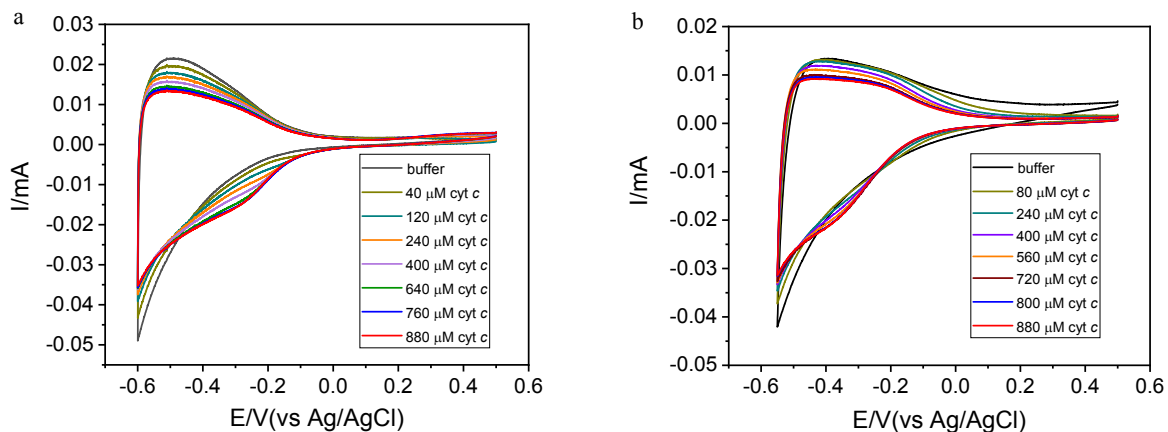 a
0.03
0.02
0.01
0.00
-0.01
-0.02
-0.03
-0.04
-0.05
I/mA
-0.6 -0.4 -0.2 0.0 0.2 0.4 0.6
E/V(vs Ag/AgCl)
buffer
40 μM cyt c
120 μM cyt c
240 μM cyt c
400 μM cyt c
640 μM cyt c
760 μM cyt c
880 μM cyt c
b
0.02
0.01
0.00
-0.01
-0.02
-0.03
-0.04
-0.05
I/mA
-0.6 -0.4 -0.2 0.0 0.2 0.4 0.6
E/V(vs Ag/AgCl)
buffer
80 μM cyt c
240 μM cyt c
400 μM cyt c
560 μM cyt c
720 μM cyt c
800 μM cyt c
880 μM cyt c